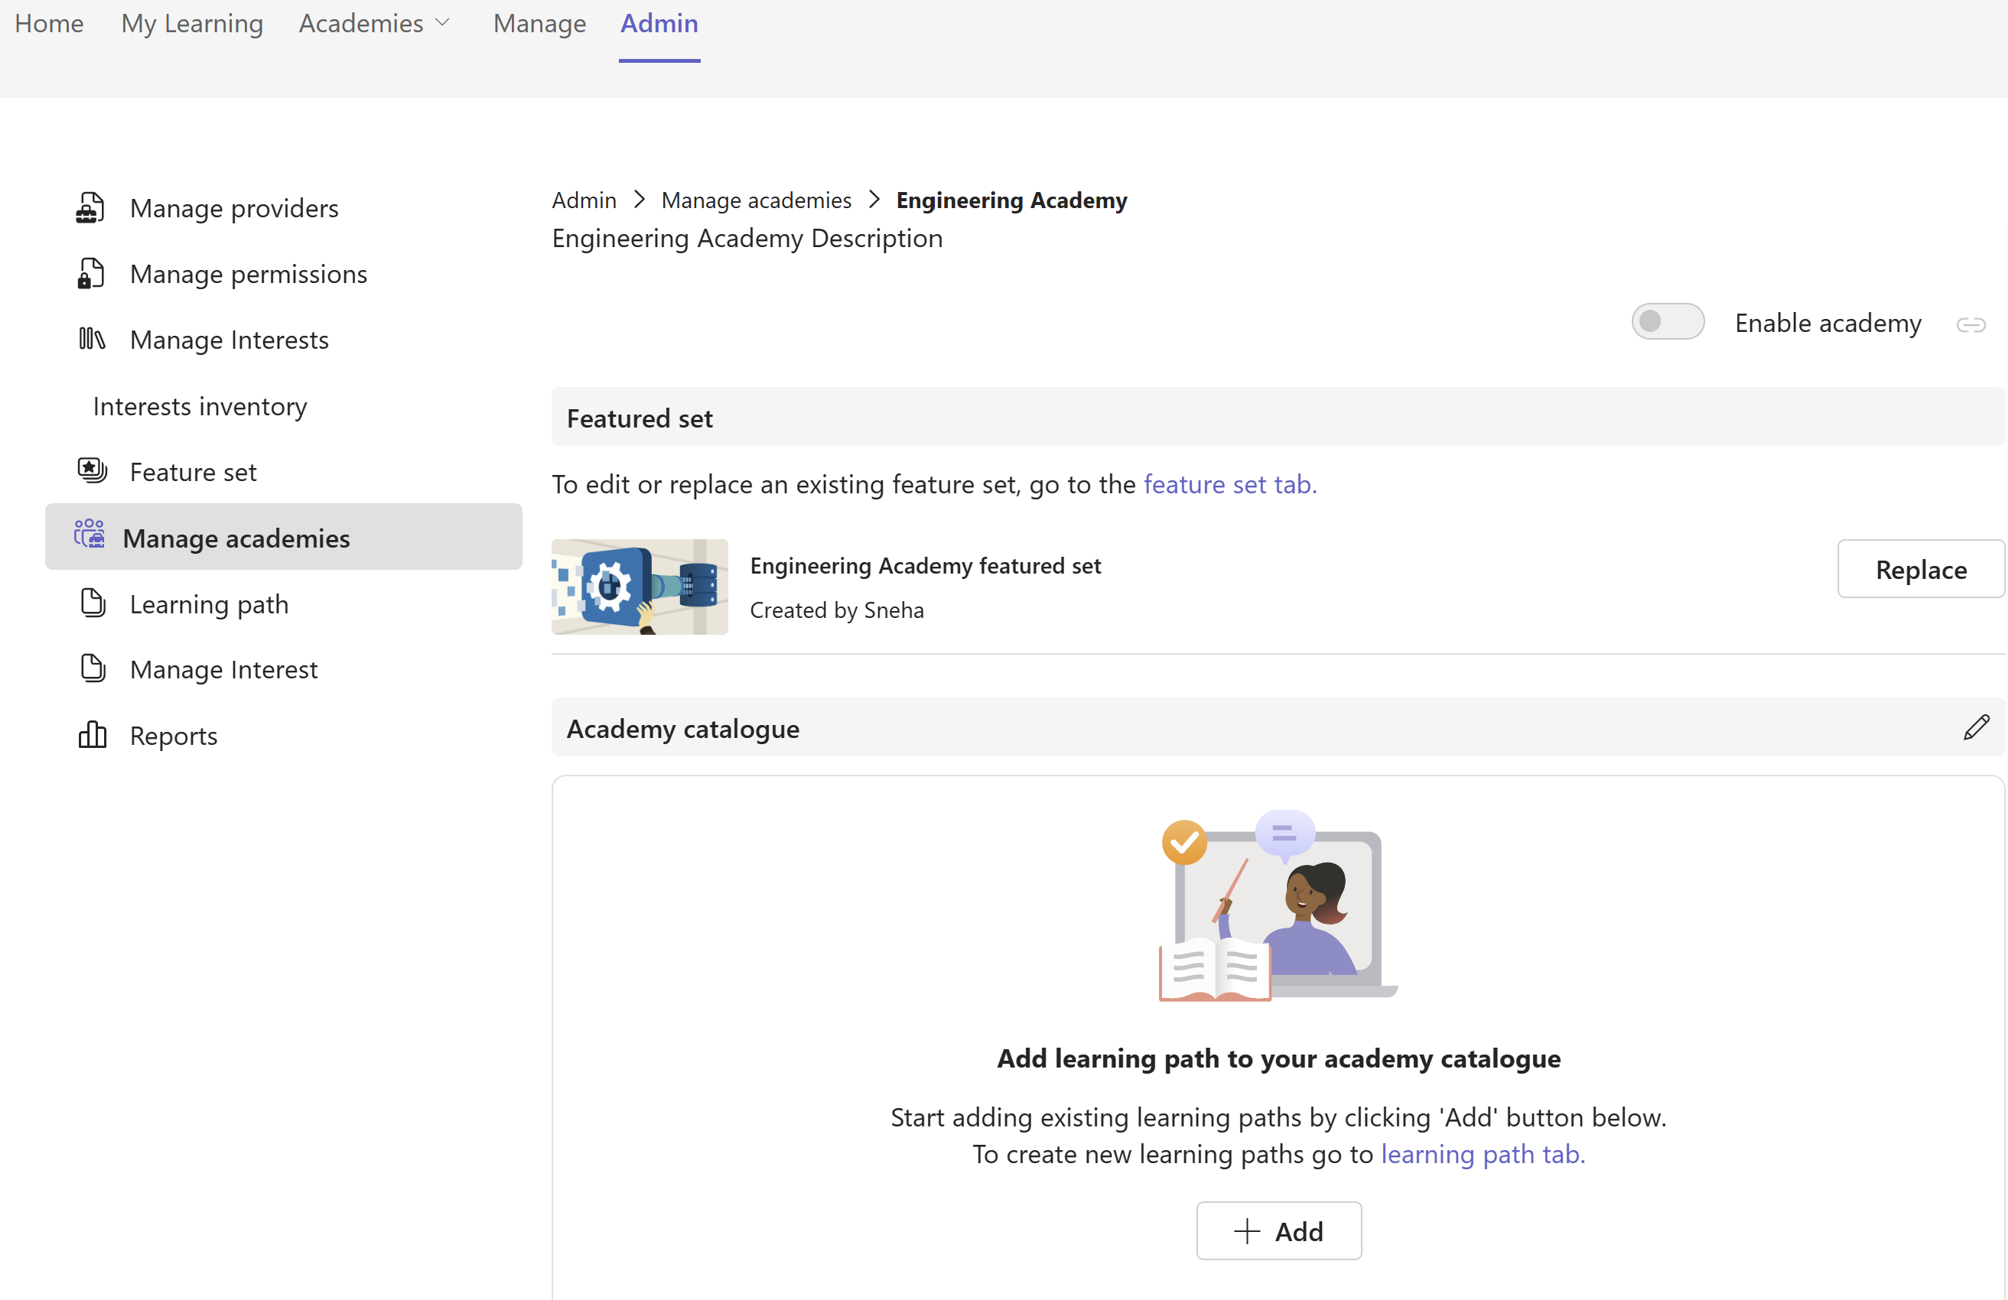 Home My Learning Academies Manage Admin
Manage providers
Manage permissions
Manage Interests
Interests inventory
Feature set
Manage academies
Learning path
Manage Interest
Reports
Admin > Manage academies > Engineering Academy
Engineering Academy Description
Enable academy
Featured set
To edit or replace an existing feature set, go to the feature set tab.
Engineering Academy featured set
Created by Sneha
Replace
Academy catalogue
Add learning path to your academy catalogue
Start adding existing learning paths by clicking 'Add' button below.
To create new learning paths go to learning path tab.
Add